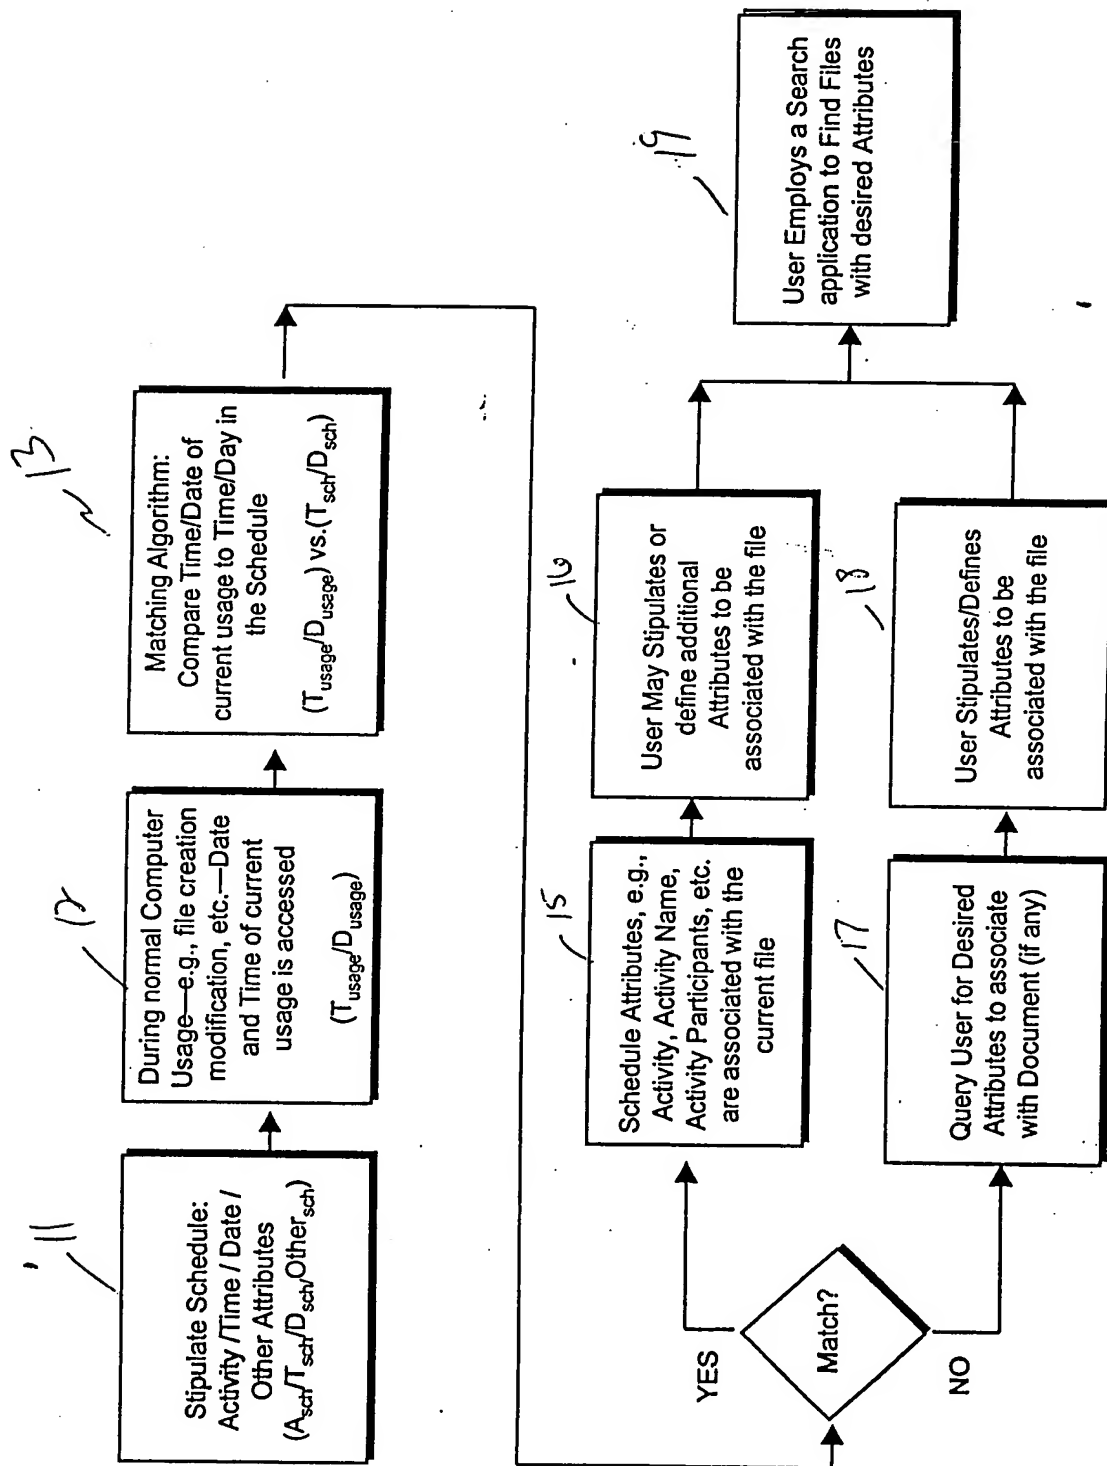 11
Stipulate Schedule:
Activity /Time / Date /
Other Attributes
(Asch/Tsch/Dsch/Othersch)
12
During normal Computer
Usage—e.g., file creation
modification, etc.—Date
and Time of current
usage is accessed
(Tusage/Dusage)
13
Matching Algorithm:
Compare Time/Date of
current usage to Time/Day in
the Schedule
(Tusage/Dusage) vs.(Tsch/Dsch)
Match?
YES
NO
15
Schedule Attributes, e.g.,
Activity, Activity Name,
Activity Participants, etc.
are associated with the
current file
16
User May Stipulates or
define additional
Attributes to be
associated with the file
17
Query User for Desired
Attributes to associate
with Document (if any)
18
User Stipulates/Defines
Attributes to be
associated with the file
19
User Employs a Search
application to Find Files
with desired Attributes